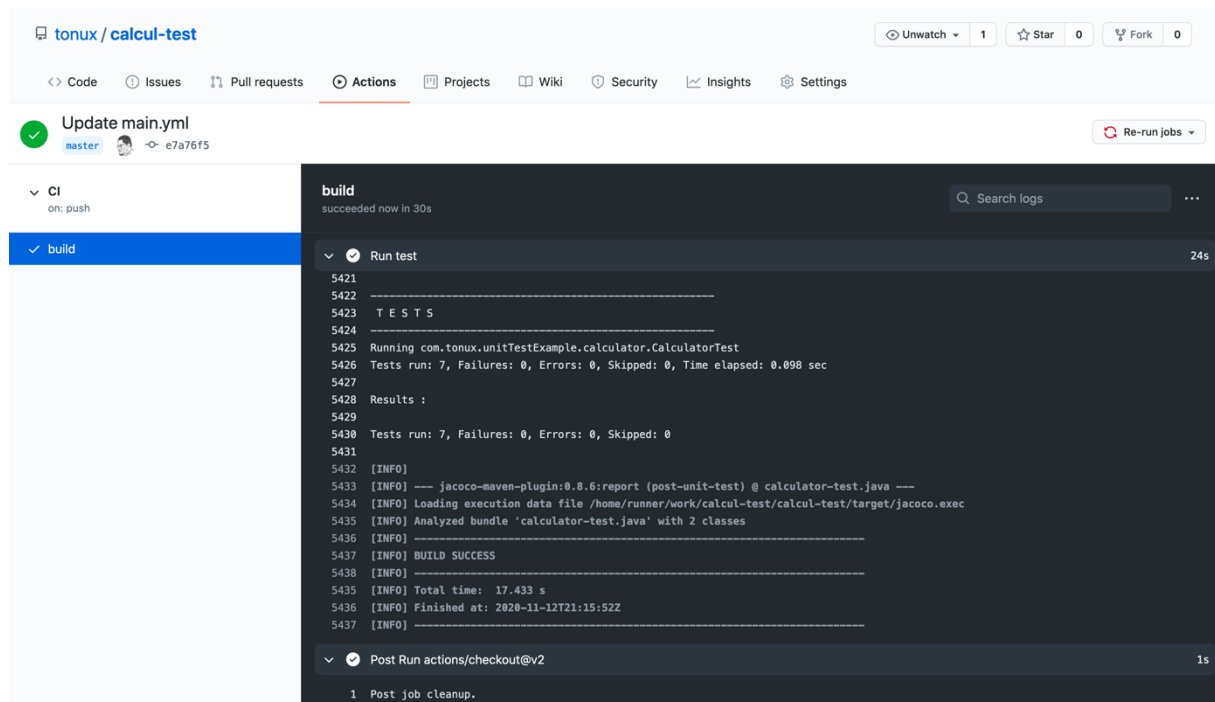 tonux / calcul-test
Unwatch 1 Star 0 Fork 0
Code Issues Pull requests Actions Projects Wiki Security Insights Settings
Update main.yml
master e7a76f5
Re-run jobs
CI
on: push
build
build
succeeded now in 30s
Search logs
Run test 24s
5421
5422 -------------------------------------------------------
5423 T E S T S
5424 -------------------------------------------------------
5425 Running com.tonux.unitTestExample.calculator.CalculatorTest
5426 Tests run: 7, Failures: 0, Errors: 0, Skipped: 0, Time elapsed: 0.098 sec
5427
5428 Results :
5429
5430 Tests run: 7, Failures: 0, Errors: 0, Skipped: 0
5431
5432 [INFO]
5433 [INFO] --- jacoco-maven-plugin:0.8.6:report (post-unit-test) @ calculator-test.java ---
5434 [INFO] Loading execution data file /home/runner/work/calcul-test/calcul-test/target/jacoco.exec
5435 [INFO] Analyzed bundle 'calculator-test.java' with 2 classes
5436 [INFO] ------------------------------------------------------------------------
5437 [INFO] BUILD SUCCESS
5438 [INFO] ------------------------------------------------------------------------
5435 [INFO] Total time: 17.433 s
5436 [INFO] Finished at: 2020-11-12T21:15:52Z
5437 [INFO] ------------------------------------------------------------------------
Post Run actions/checkout@v2 1s
1 Post job cleanup.